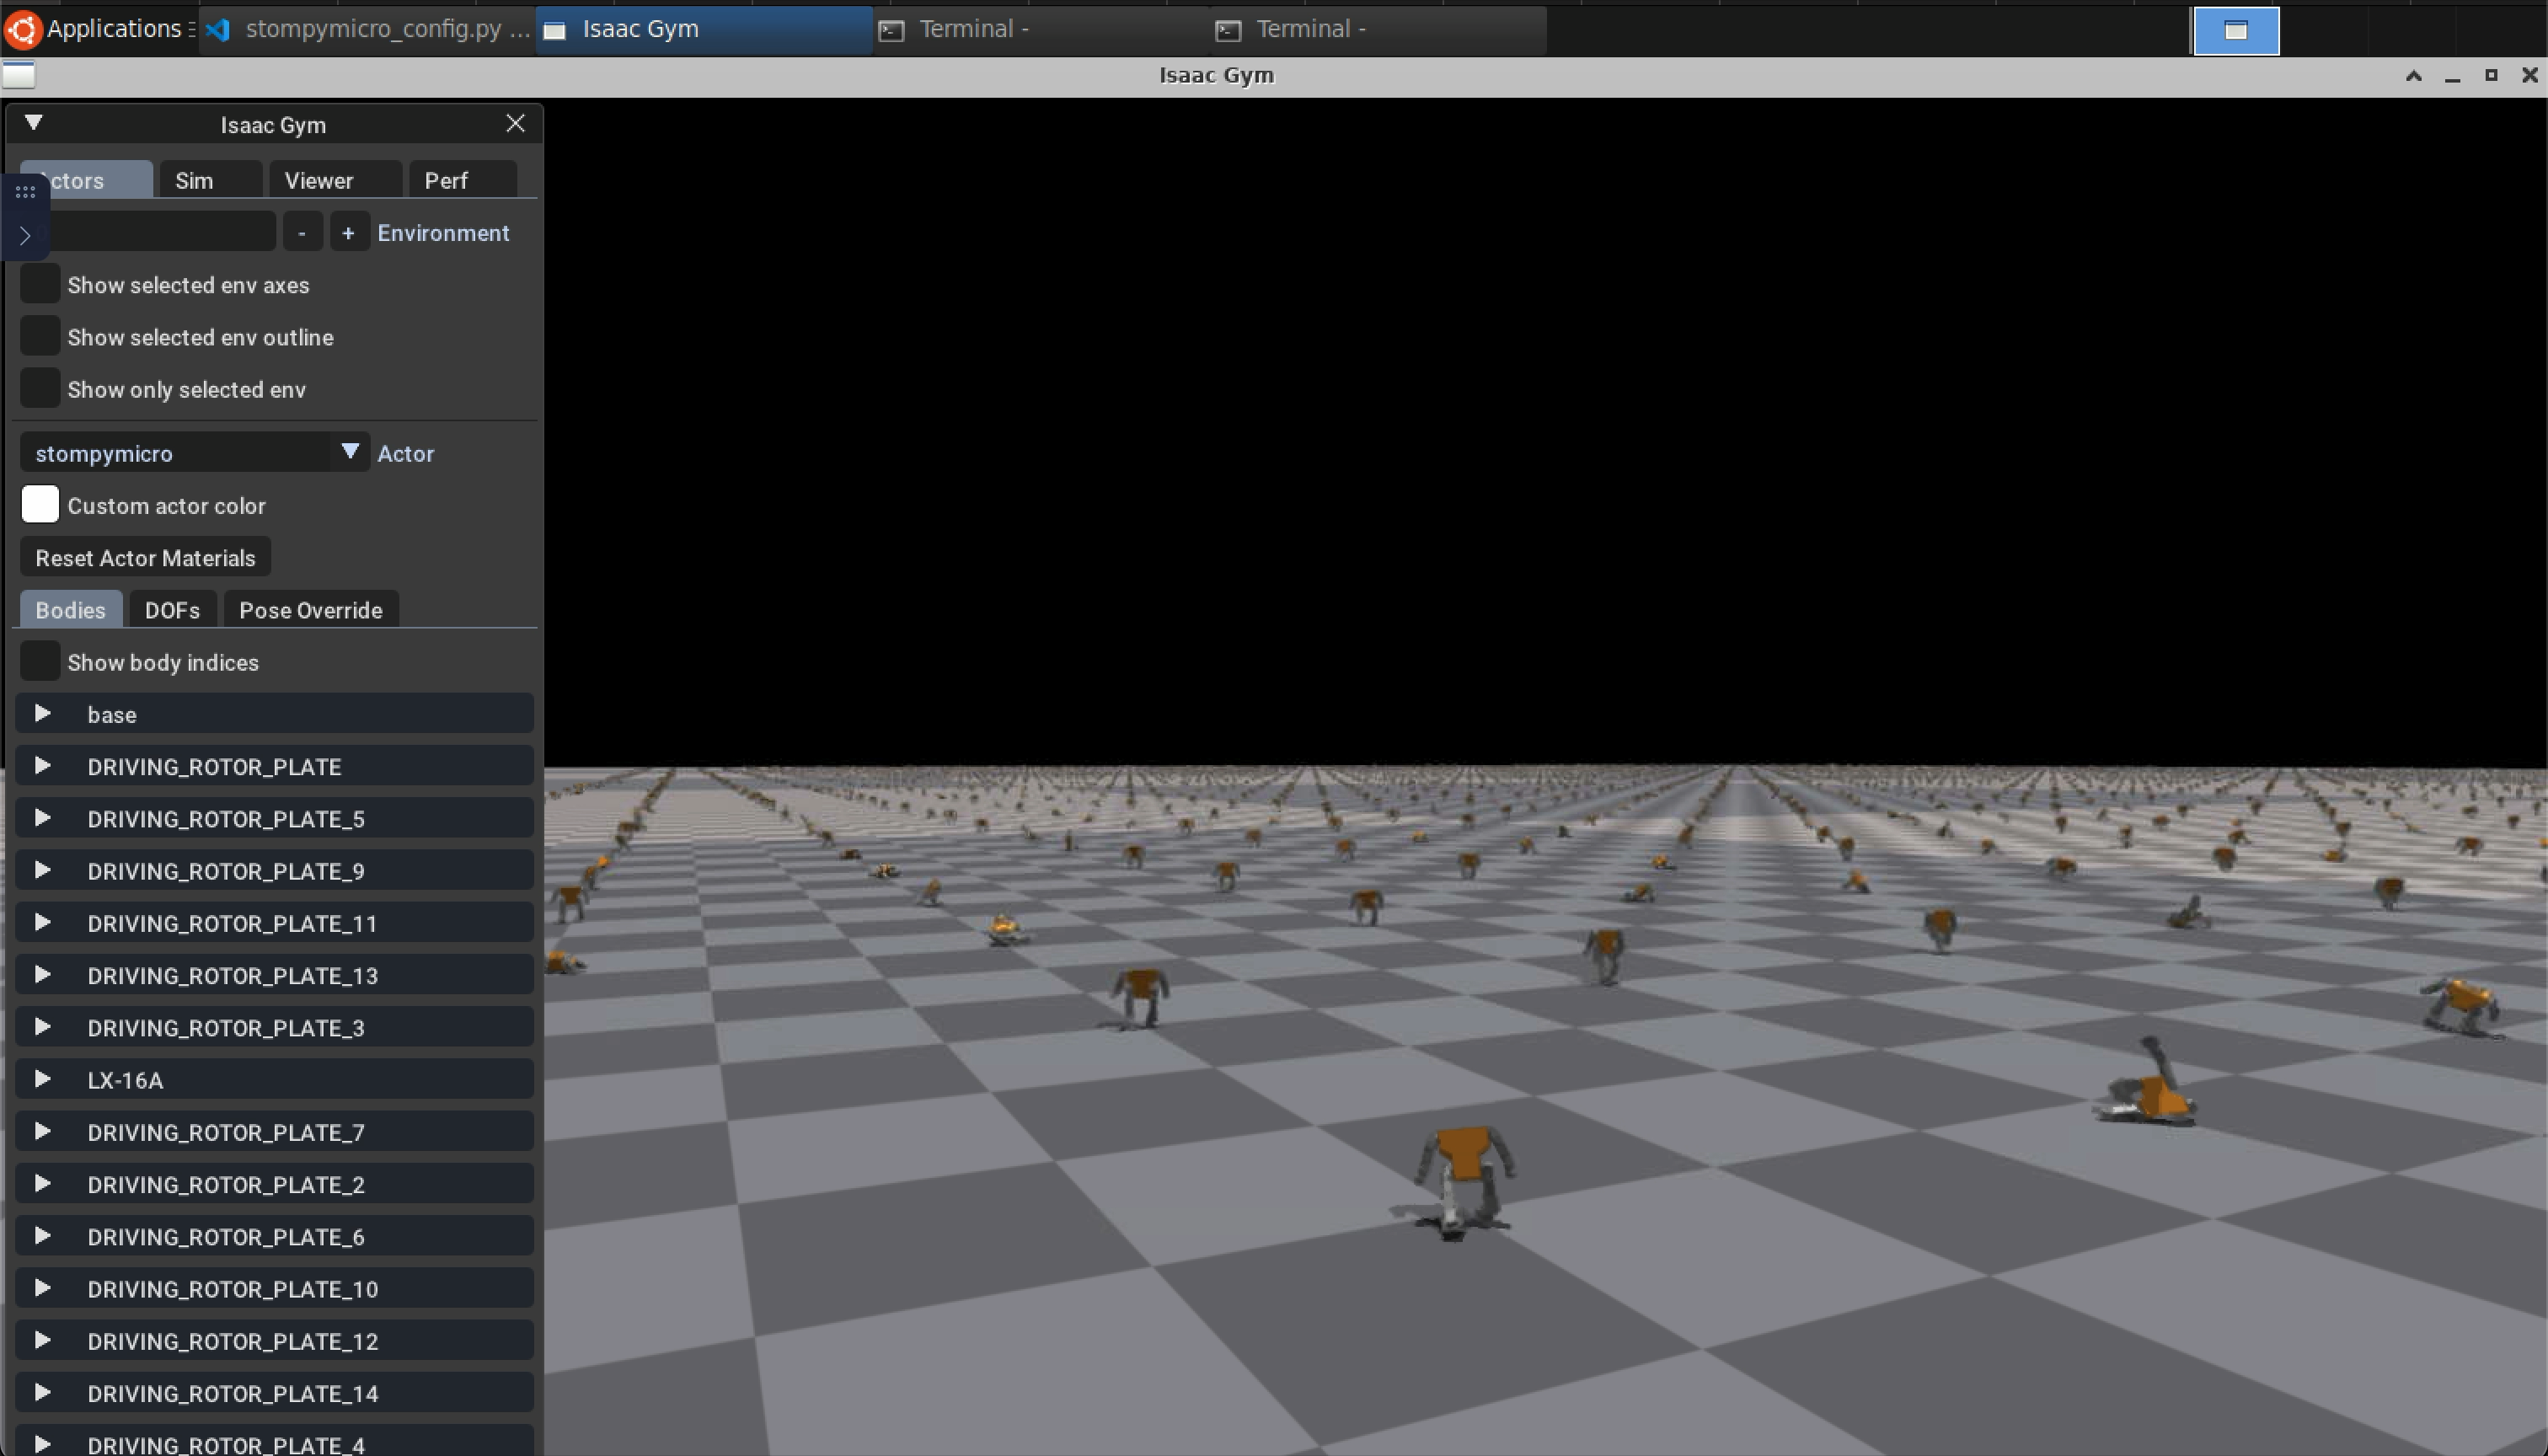 Applications
stompymicro_config.py ...
Isaac Gym
Terminal -
Terminal -
Isaac Gym
Isaac Gym
Actors
Sim
Viewer
Perf
- + Environment
Show selected env axes
Show selected env outline
Show only selected env
stompymicro
Actor
Custom actor color
Reset Actor Materials
Bodies
DOFs
Pose Override
Show body indices
base
DRIVING_ROTOR_PLATE
DRIVING_ROTOR_PLATE_5
DRIVING_ROTOR_PLATE_9
DRIVING_ROTOR_PLATE_11
DRIVING_ROTOR_PLATE_13
DRIVING_ROTOR_PLATE_3
LX-16A
DRIVING_ROTOR_PLATE_7
DRIVING_ROTOR_PLATE_2
DRIVING_ROTOR_PLATE_6
DRIVING_ROTOR_PLATE_10
DRIVING_ROTOR_PLATE_12
DRIVING_ROTOR_PLATE_14
DRIVING_ROTOR_PLATE_4